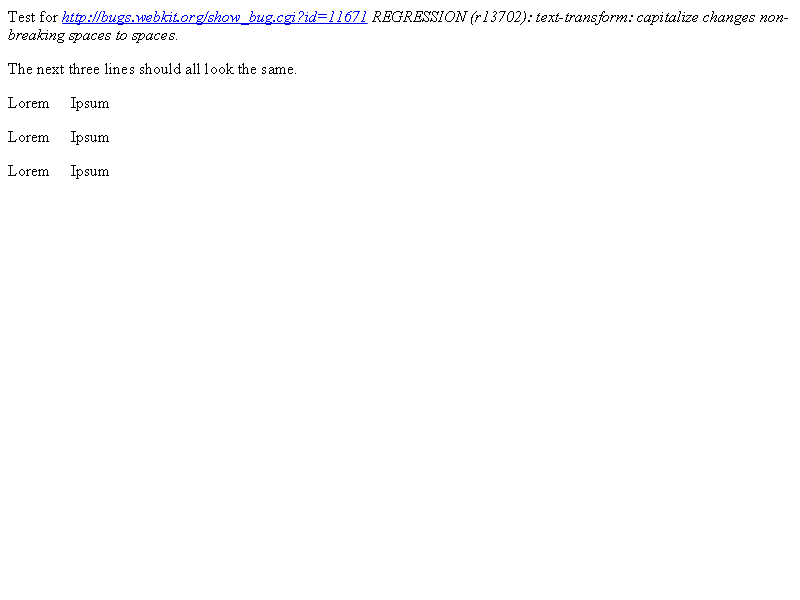 Test for http://bugs.webkit.org/show_bug.cgi?id=11671 REGRESSION (r13702): text-transform: capitalize changes non-
breaking spaces to spaces.
The next three lines should all look the same.
Lorem    Ipsum
Lorem    Ipsum
Lorem    Ipsum